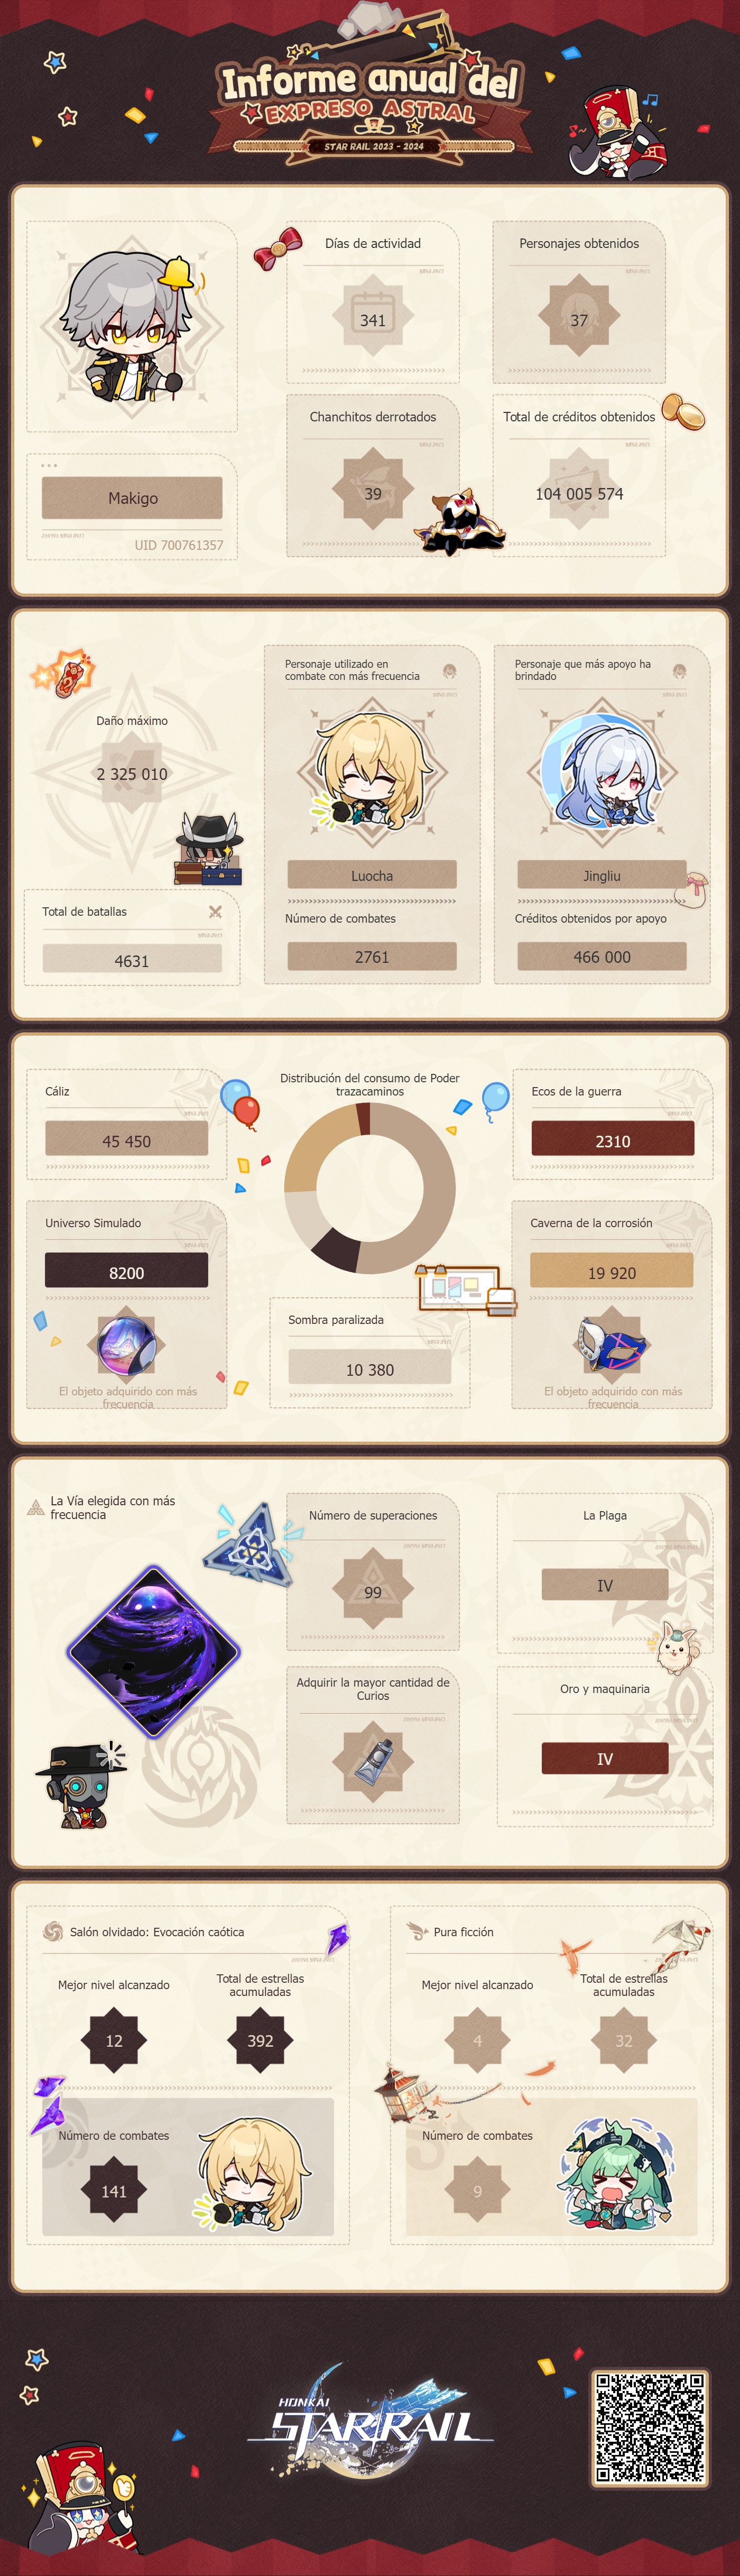 Informe anual del
EXPRESO ASTRAL
STAR RAIL 2023 - 2024
Días de actividad
341
Personajes obtenidos
37
Chanchitos derrotados
39
Total de créditos obtenidos
104 005 574
Makigo
UID 700761357
Daño máximo
2 325 010
Total de batallas
4631
Personaje utilizado en
combate con más frecuencia
Luocha
Número de combates
2761
Personaje que más apoyo ha
brindado
Jingliu
Créditos obtenidos por apoyo
466 000
Cáliz
45 450
Distribución del consumo de Poder
trazacaminos
Ecos de la guerra
2310
Universo Simulado
8200
El objeto adquirido con más
frecuencia
Sombra paralizada
10 380
Caverna de la corrosión
19 920
El objeto adquirido con más
frecuencia
La Vía elegida con más
frecuencia
Número de superaciones
99
La Plaga
IV
Adquirir la mayor cantidad de
Curios
Oro y maquinaria
IV
Salón olvidado: Evocación caótica
Mejor nivel alcanzado
12
Total de estrellas
acumuladas
392
Número de combates
141
Pura ficción
Mejor nivel alcanzado
4
Total de estrellas
acumuladas
32
Número de combates
9
HONKAI
STAR RAIL